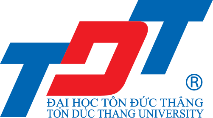 TDT
®
ĐẠI HỌC TÔN ĐỨC THẮNG
TON DUC THANG UNIVERSITY